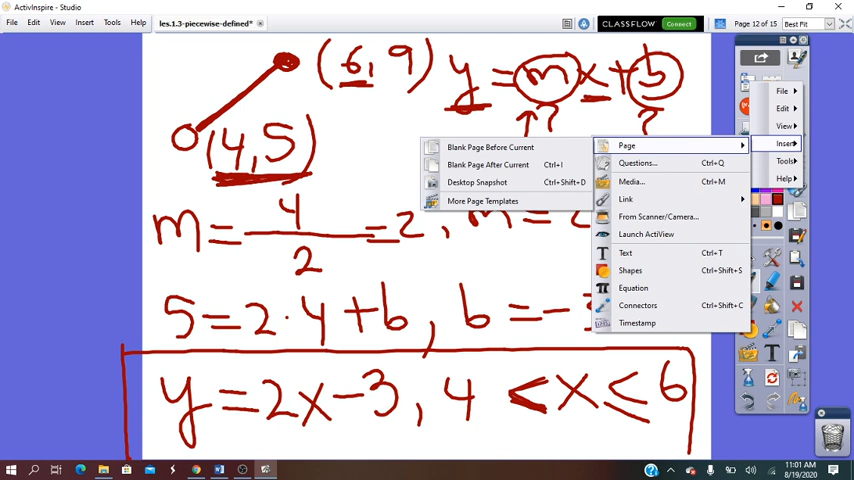 ActivInspire - Studio
File Edit View Insert Tools Help
les.1.3-piecewise-defined*
CLASSFLOW Connect
Page 12 of 15 Best Fit
(6, 9) y = mx + b
? ?
(4, 5)
m = 4/2 = 2, m = 2
5 = 2·4 + b, b = -3
y = 2x - 3, 4 < x ≤ 6
File
Edit
View
Insert
Tools
Help
Page
Questions... Ctrl+Q
Media... Ctrl+M
Link
From Scanner/Camera...
Launch ActiView
Text Ctrl+T
Shapes Ctrl+Shift+S
Equation
Connectors Ctrl+Shift+C
Timestamp
Blank Page Before Current
Blank Page After Current Ctrl+I
Desktop Snapshot Ctrl+Shift+D
More Page Templates
11:01 AM
8/19/2020